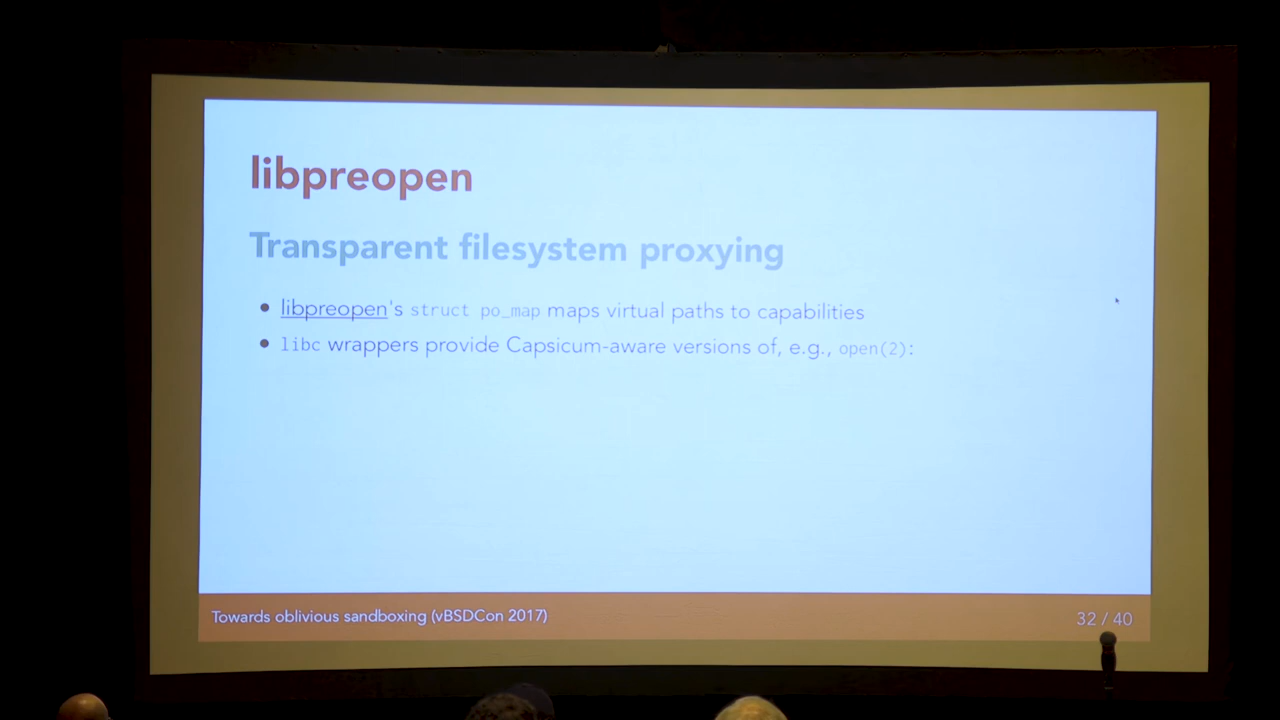 libpreopen
Transparent filesystem proxying
• libpreopen's struct po_map maps virtual paths to capabilities
• libc wrappers provide Capsicum-aware versions of, e.g., open(2):
Towards oblivious sandboxing (vBSDCon 2017)
32 / 40